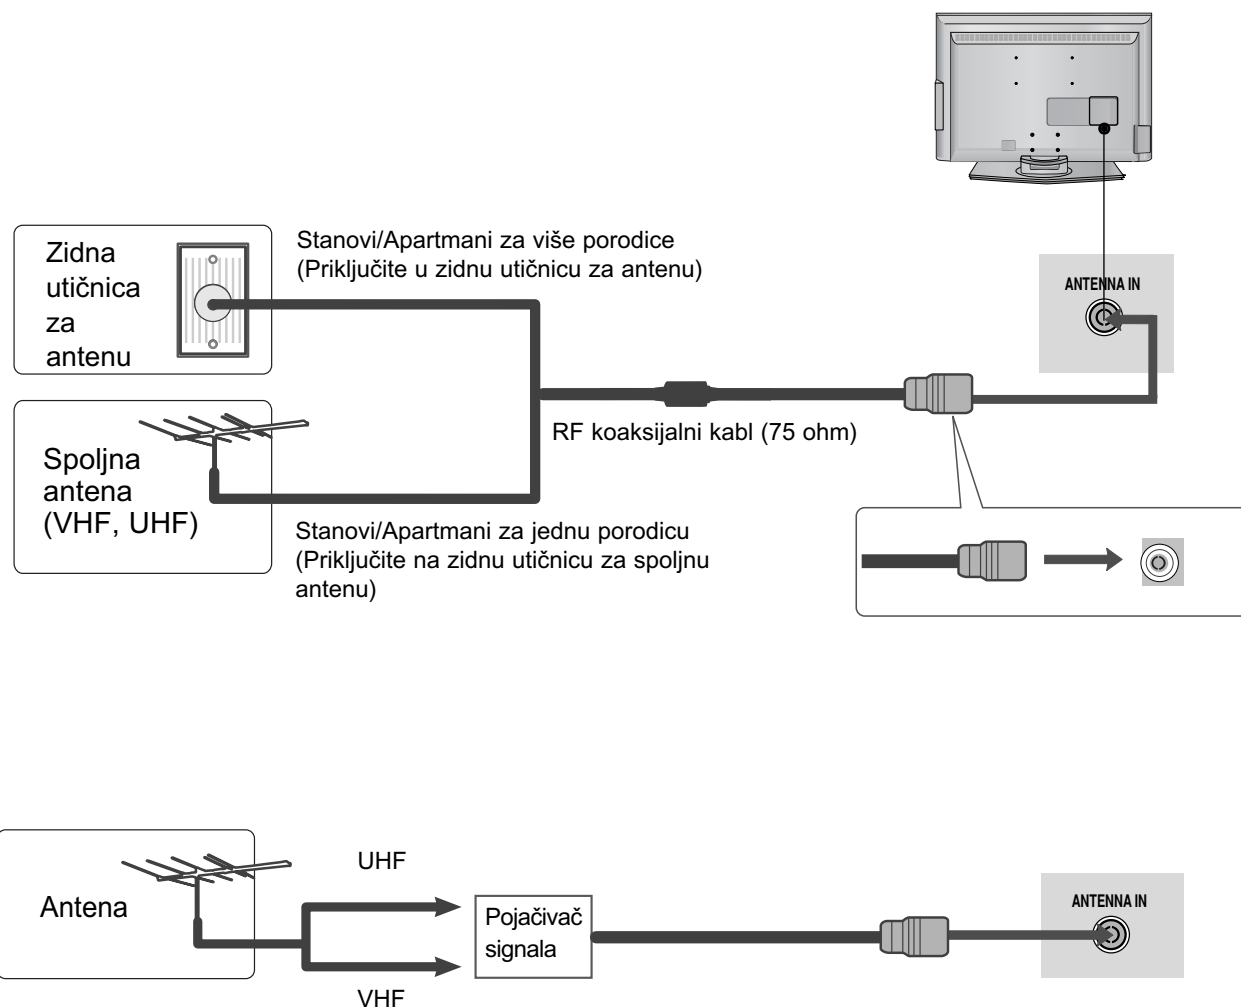 Zidna
utičnica
za
antenu
Stanovi/Apartmani za više porodice
(Priključite u zidnu utičnicu za antenu)
ANTENNA IN
RF koaksijalni kabl (75 ohm)
Spoljna
antena
(VHF, UHF)
Stanovi/Apartmani za jednu porodicu
(Priključite na zidnu utičnicu za spoljnu
antenu)
Antena
UHF
VHF
Pojačivač
signala
ANTENNA IN